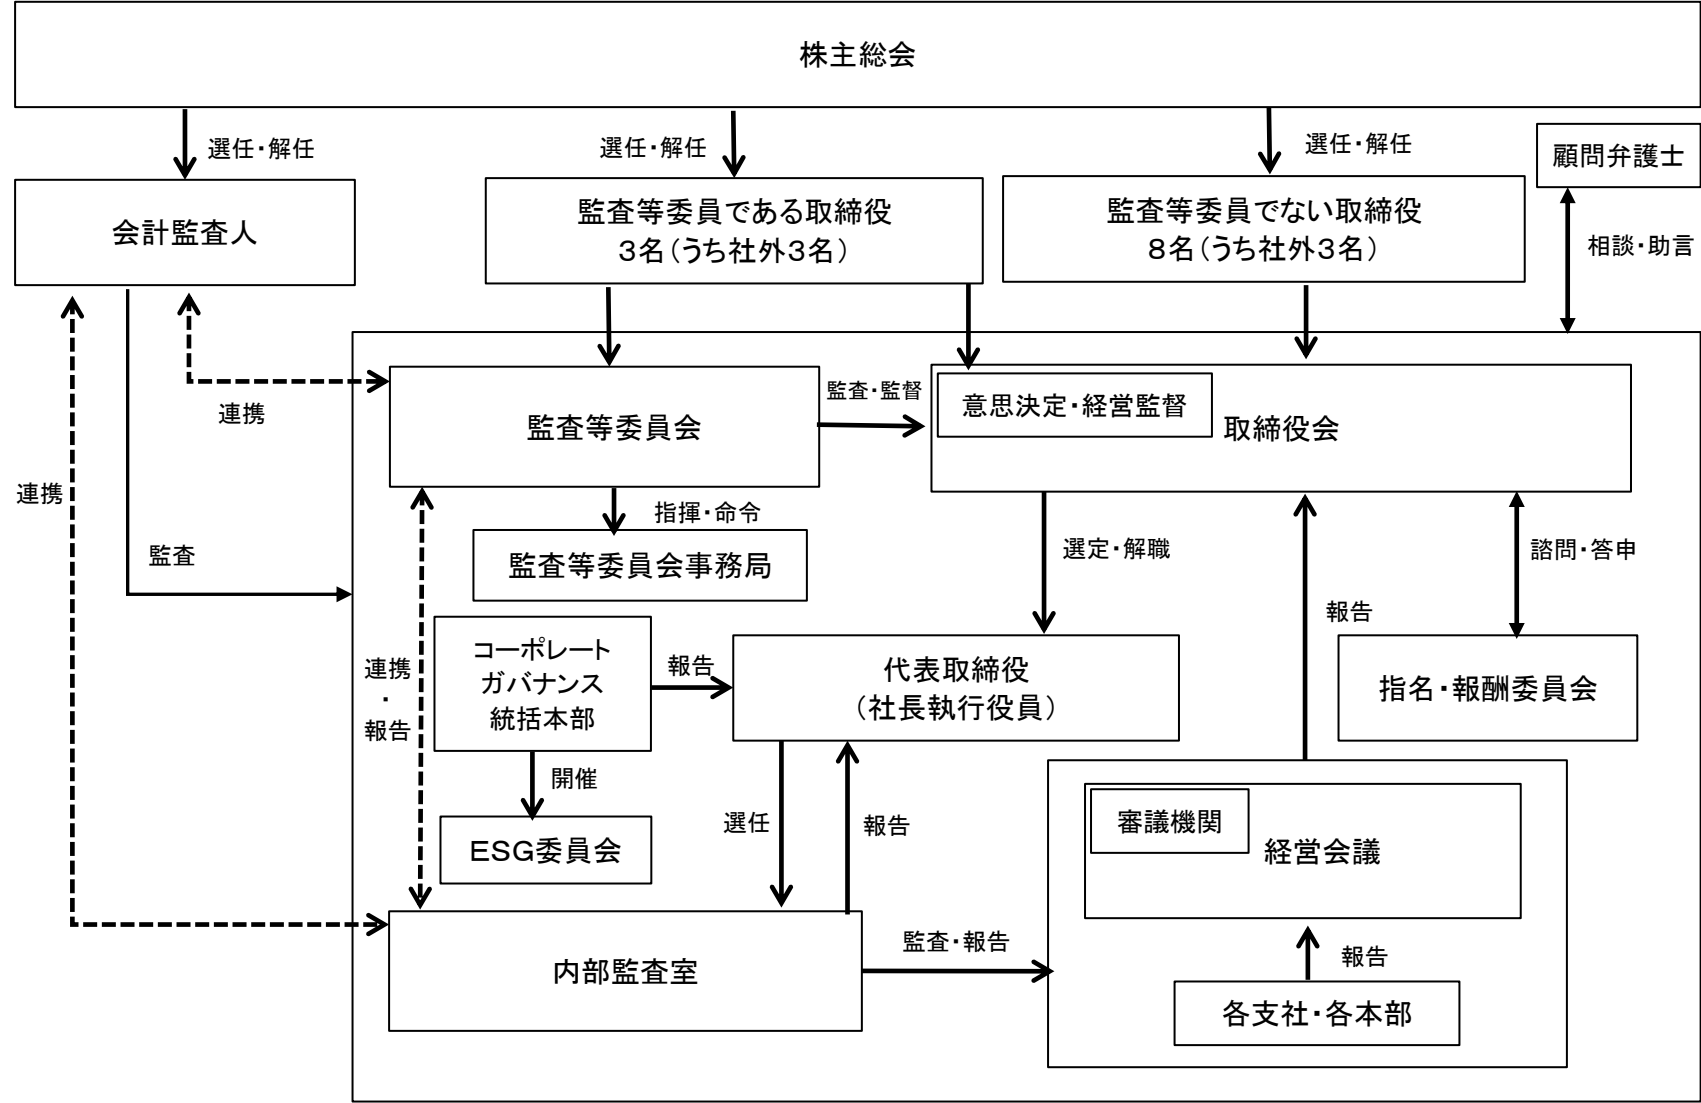 株主総会
選任・解任
選任・解任
選任・解任
顧問弁護士
会計監査人
監査等委員である取締役
3名(うち社外3名)
監査等委員でない取締役
8名(うち社外3名)
相談・助言
連携
監査等委員会
監査・監督
意思決定・経営監督
取締役会
連携
監査
指揮・命令
監査等委員会事務局
選定・解職
諮問・答申
報告
連携
・
報告
コーポレート
ガバナンス
統括本部
報告
代表取締役
(社長執行役員)
指名・報酬委員会
開催
ESG委員会
選任
報告
審議機関
経営会議
内部監査室
監査・報告
報告
各支社・各本部